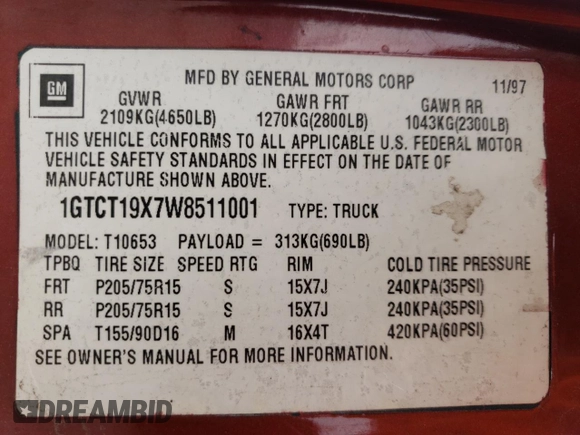 GM
MFD BY GENERAL MOTORS CORP 11/97
GVWR GAWR FRT GAWR RR
2109KG(4650LB) 1270KG(2800LB) 1043KG(2300LB)
THIS VEHICLE CONFORMS TO ALL APPLICABLE U.S. FEDERAL MOTOR
VEHICLE SAFETY STANDARDS IN EFFECT ON THE DATE OF
MANUFACTURE SHOWN ABOVE.
1GTCT19X7W8511001 TYPE: TRUCK
MODEL: T10653 PAYLOAD = 313KG(690LB)
TPBQ TIRE SIZE SPEED RTG RIM COLD TIRE PRESSURE
FRT P205/75R15 S 15X7J 240KPA(35PSI)
RR P205/75R15 S 15X7J 240KPA(35PSI)
SPA T155/90D16 M 16X4T 420KPA(60PSI)
SEE OWNER'S MANUAL FOR MORE INFORMATION.
DREAMBID